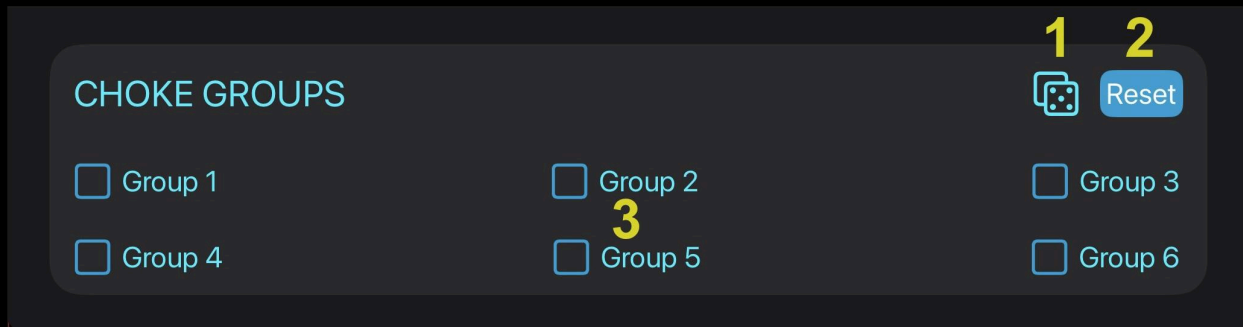 1 2
CHOKE GROUPS Reset
Group 1 Group 2 Group 3
3
Group 4 Group 5 Group 6